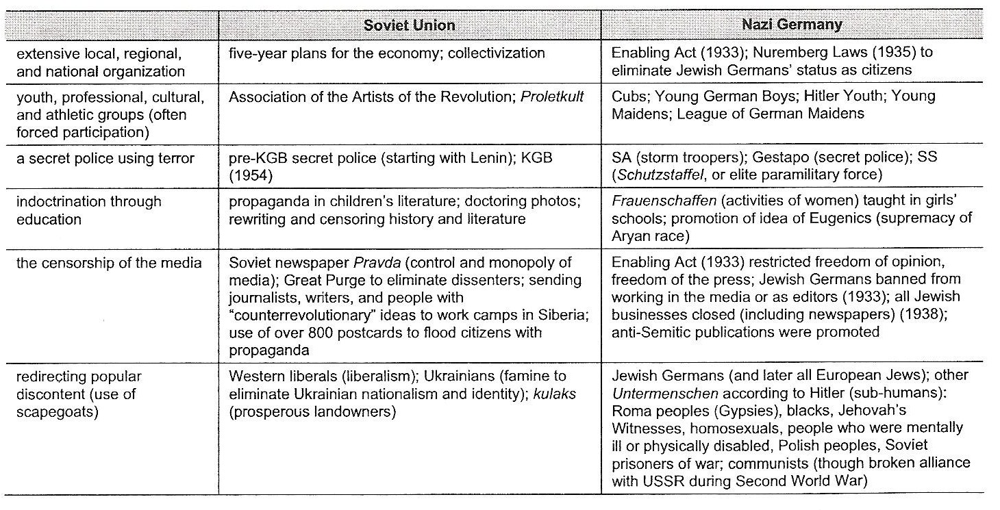 Soviet Union
Nazi Germany
extensive local, regional,
and national organization
five-year plans for the economy; collectivization
Enabling Act (1933); Nuremberg Laws (1935) to
eliminate Jewish Germans' status as citizens
youth, professional, cultural,
and athletic groups (often
forced participation)
Association of the Artists of the Revolution; Proletkult
Cubs; Young German Boys; Hitler Youth; Young
Maidens; League of German Maidens
a secret police using terror
pre-KGB secret police (starting with Lenin); KGB
(1954)
SA (storm troopers); Gestapo (secret police); SS
(Schutzstaffel, or elite paramilitary force)
indoctrination through
education
propaganda in children's literature; doctoring photos;
rewriting and censoring history and literature
Frauenschaffen (activities of women) taught in girls'
schools; promotion of idea of Eugenics (supremacy of
Aryan race)
the censorship of the media
Soviet newspaper Pravda (control and monopoly of
media); Great Purge to eliminate dissenters; sending
journalists, writers, and people with
"counterrevolutionary" ideas to work camps in Siberia;
use of over 800 postcards to flood citizens with
propaganda
Enabling Act (1933) restricted freedom of opinion,
freedom of the press; Jewish Germans banned from
working in the media or as editors (1933); all Jewish
businesses closed (including newspapers) (1938);
anti-Semitic publications were promoted
redirecting popular
discontent (use of
scapegoats)
Western liberals (liberalism); Ukrainians (famine to
eliminate Ukrainian nationalism and identity); kulaks
(prosperous landowners)
Jewish Germans (and later all European Jews); other
Untermenschen according to Hitler (sub-humans):
Roma peoples (Gypsies), blacks, Jehovah's
Witnesses, homosexuals, people who were mentally
ill or physically disabled, Polish peoples, Soviet
prisoners of war; communists (though broken alliance
with USSR during Second World War)